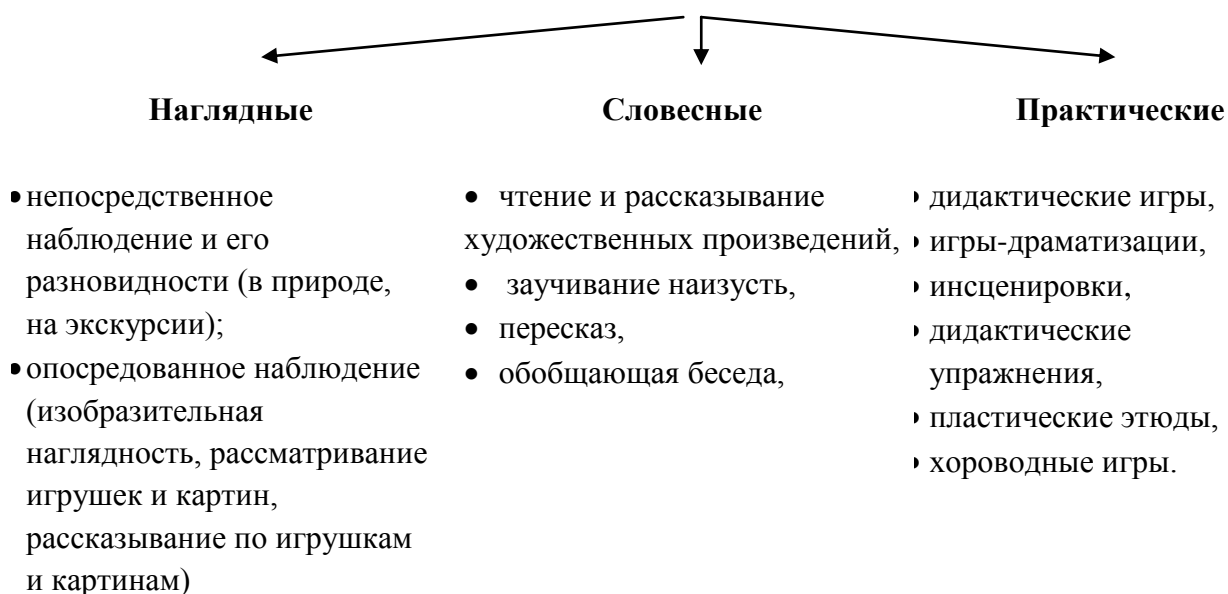 Наглядные
• непосредственное
наблюдение и его
разновидности (в природе,
на экскурсии);
• опосредованное наблюдение
(изобразительная
наглядность, рассматривание
игрушек и картин,
рассказывание по игрушкам
и картинам)
Словесные
• чтение и рассказывание
художественных произведений,
• заучивание наизусть,
• пересказ,
• обобщающая беседа,
Практические
• дидактические игры,
• игры-драматизации,
• инсценировки,
• дидактические
упражнения,
• пластические этюды,
• хороводные игры.